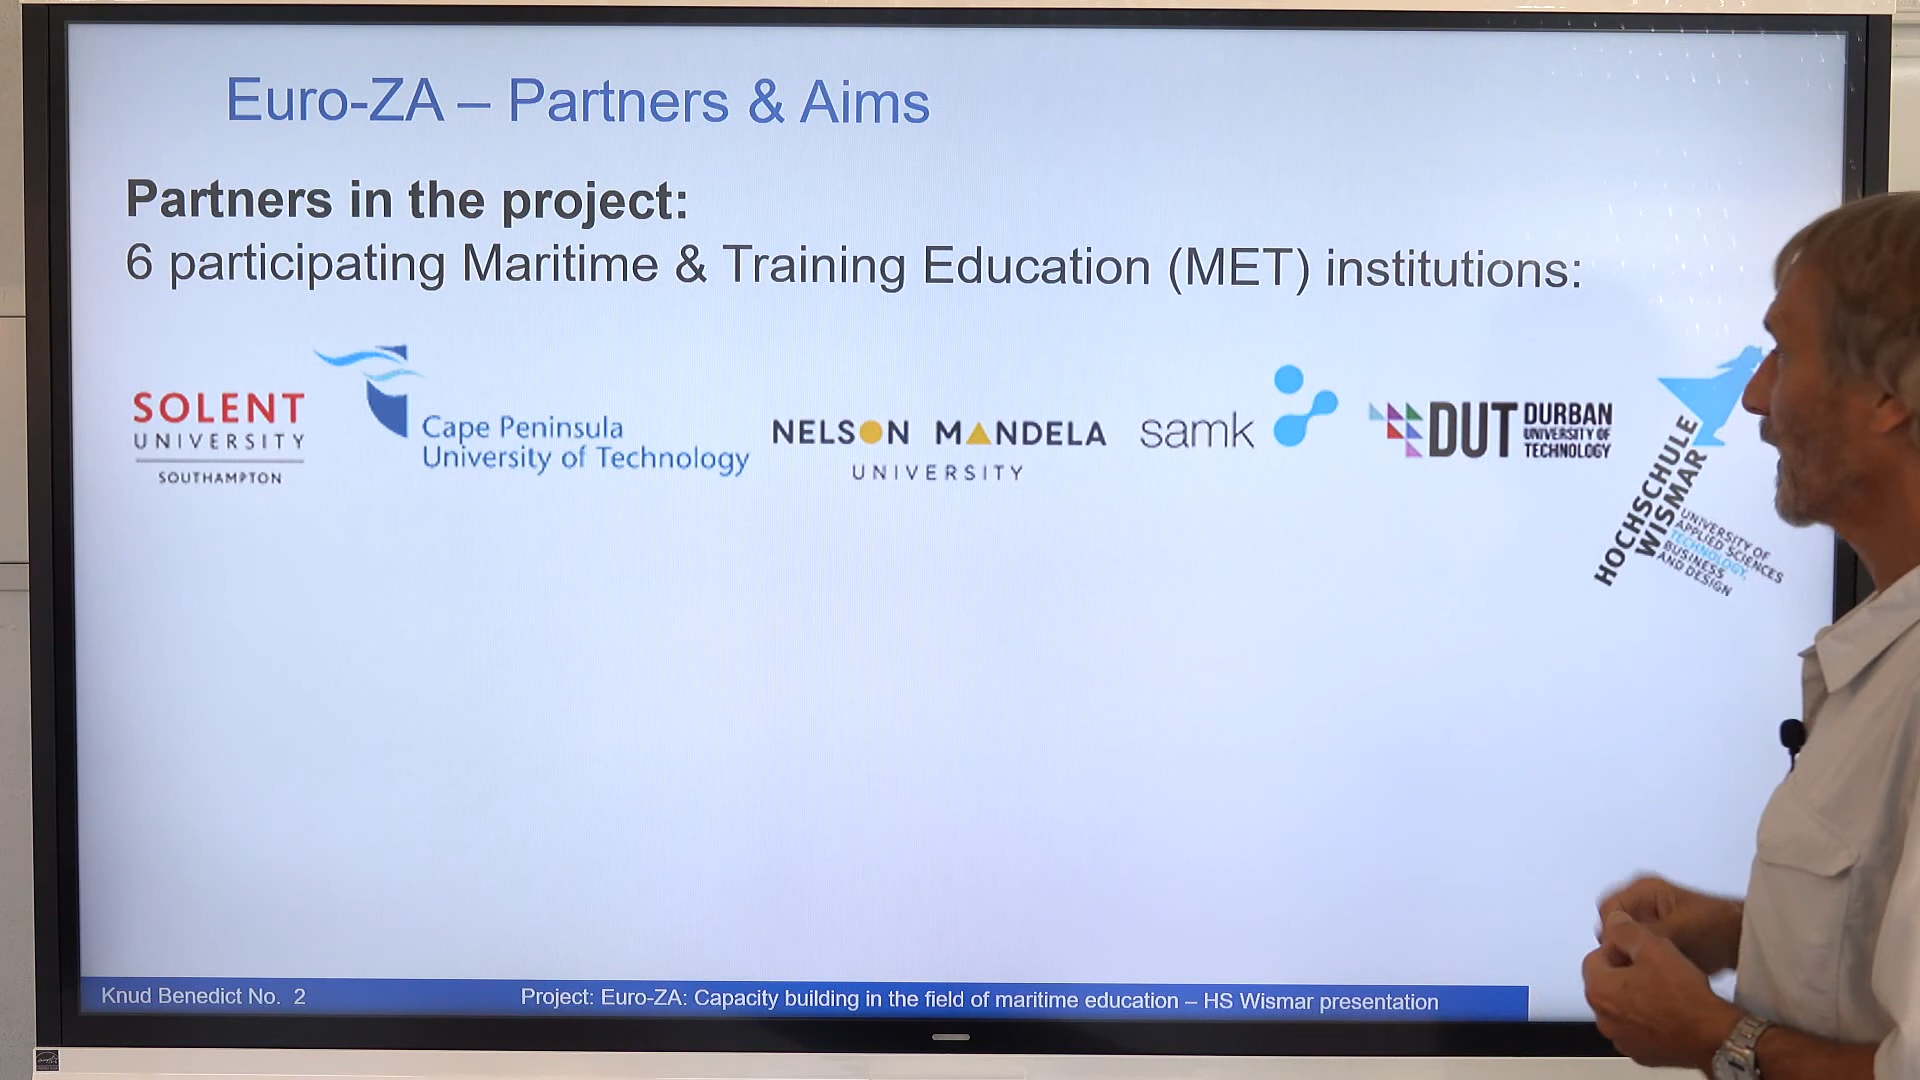 Euro-ZA – Partners & Aims
Partners in the project:
6 participating Maritime & Training Education (MET) institutions:
SOLENT
UNIVERSITY
SOUTHAMPTON
Cape Peninsula
University of Technology
NELSON MANDELA
UNIVERSITY
samk
DUT
DURBAN
UNIVERSITY OF
TECHNOLOGY
HOCHSCHULE
WISMAR
UNIVERSITY OF
APPLIED SCIENCES
TECHNOLOGY,
BUSINESS
AND DESIGN
Knud Benedict No. 2
Project: Euro-ZA: Capacity building in the field of maritime education – HS Wismar presentation